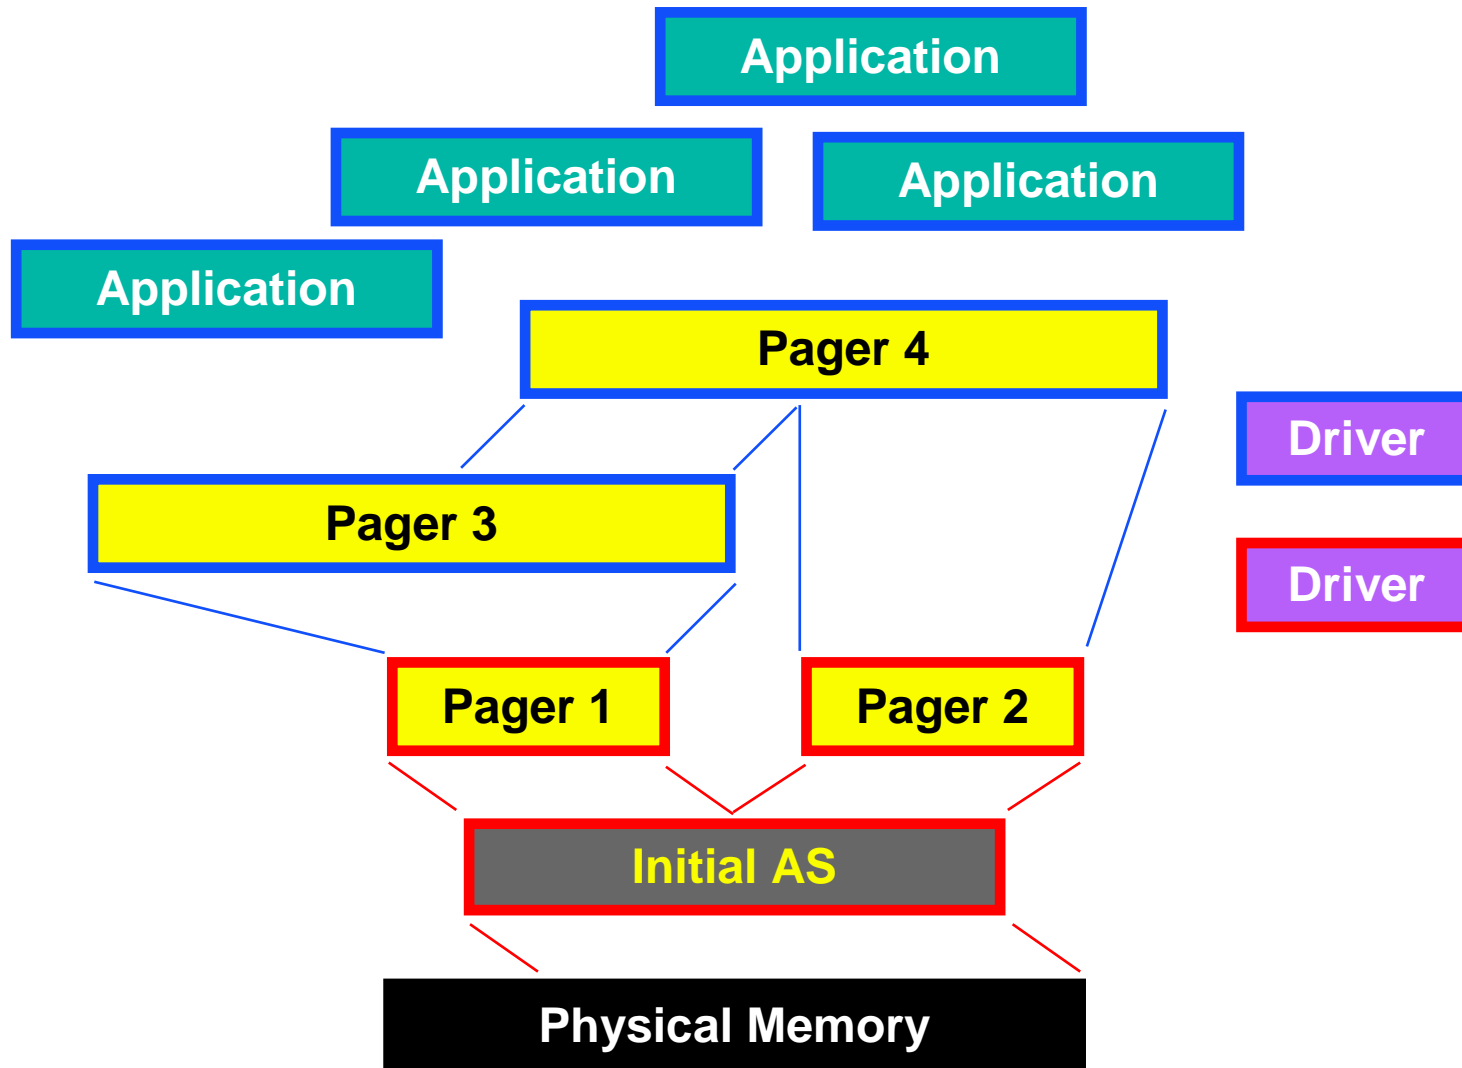 Application
Application
Application
Application
Pager 4
Driver
Pager 3
Driver
Pager 1
Pager 2
Initial AS
Physical Memory